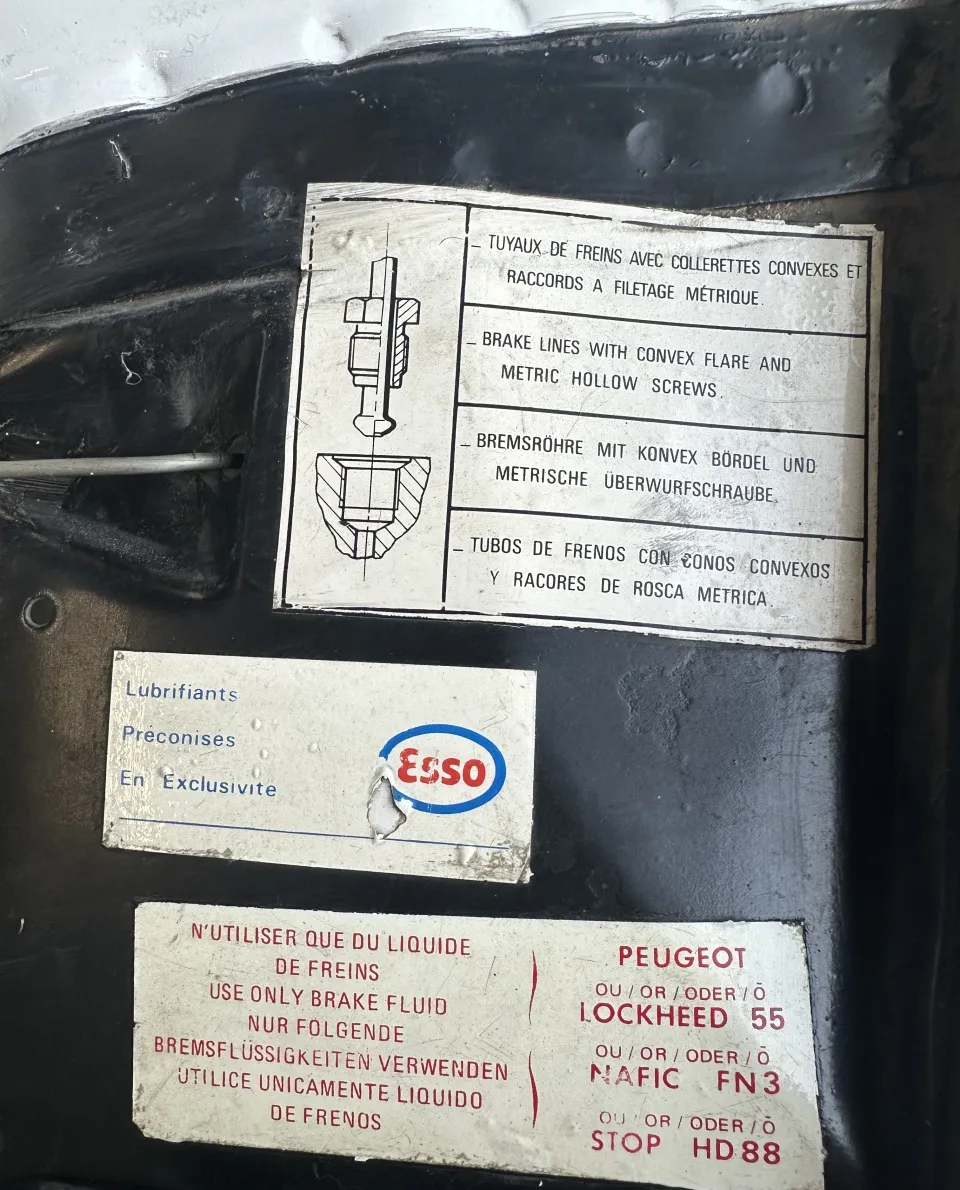 – TUYAUX DE FREINS AVEC COLLERETTES CONVEXES ET
RACCORDS A FILETAGE MÉTRIQUE.
– BRAKE LINES WITH CONVEX FLARE AND
METRIC HOLLOW SCREWS.
– BREMSRÖHRE MIT KONVEX BÖRDEL UND
METRISCHE ÜBERWURFSCHRAUBE.
– TUBOS DE FRENOS CON CONOS CONVEXOS
Y RACORES DE ROSCA METRICA.
Lubrifiants
Préconisés
En Exclusivite
Esso
N'UTILISER QUE DU LIQUIDE
DE FREINS
USE ONLY BRAKE FLUID
NUR FOLGENDE
BREMSFLÜSSIGKEITEN VERWENDEN
UTILICE UNICAMENTE LIQUIDO
DE FRENOS
PEUGEOT
OU / OR / ODER / Ō
LOCKHEED 55
OU / OR / ODER / Ō
NAFIC FN3
OU / OR / ODER / Ō
STOP HD88